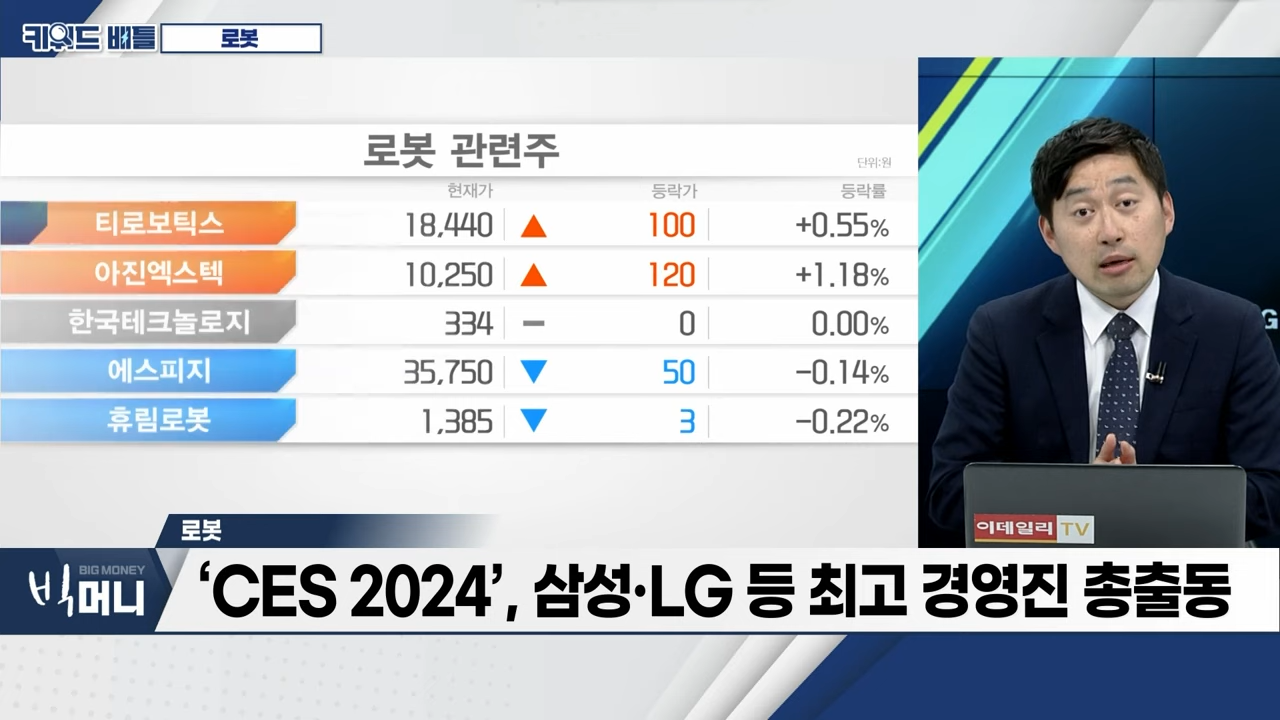 키워드 배틀 로봇
로봇 관련주
단위:원
현재가 등락가 등락률
티로보틱스 18,440 ▲ 100 +0.55%
아진엑스텍 10,250 ▲ 120 +1.18%
한국테크놀로지 334 - 0 0.00%
에스피지 35,750 ▼ 50 -0.14%
휴림로봇 1,385 ▼ 3 -0.22%
G
이데일리 TV
로봇
BIG MONEY
빅머니
‘CES 2024’, 삼성·LG 등 최고 경영진 총출동